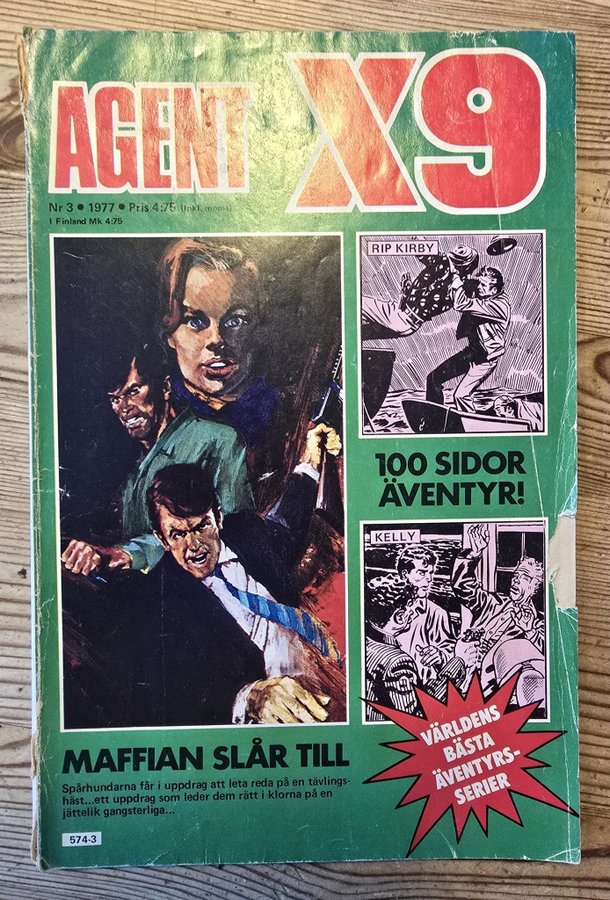 AGENT X9
Nr 3 • 1977 • Pris 4:75 (Inkl. moms)
I Finland Mk 4:75
RIP KIRBY
100 SIDOR
ÄVENTYR!
KELLY
VÄRLDENS
BÄSTA
ÄVENTYRS-
SERIER
MAFFIAN SLÅR TILL
Spårhundarna får i uppdrag att leta reda på en tävlings-
häst...ett uppdrag som leder dem rätt i klorna på en
jättelik gangsterliga...
574-3